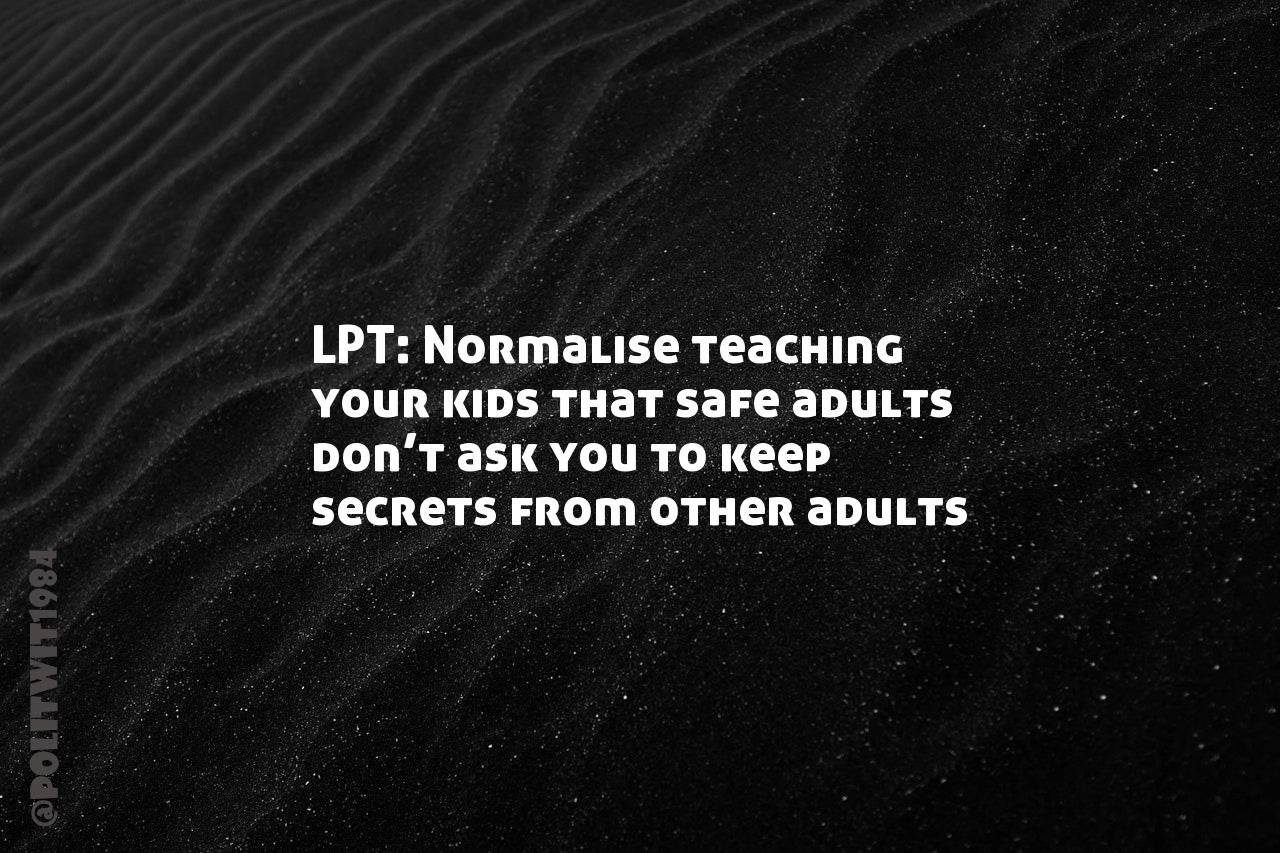 LPT: Normalise teaching
your kids that safe adults
don't ask you to keep
secrets from other adults
@POLITWIT1984